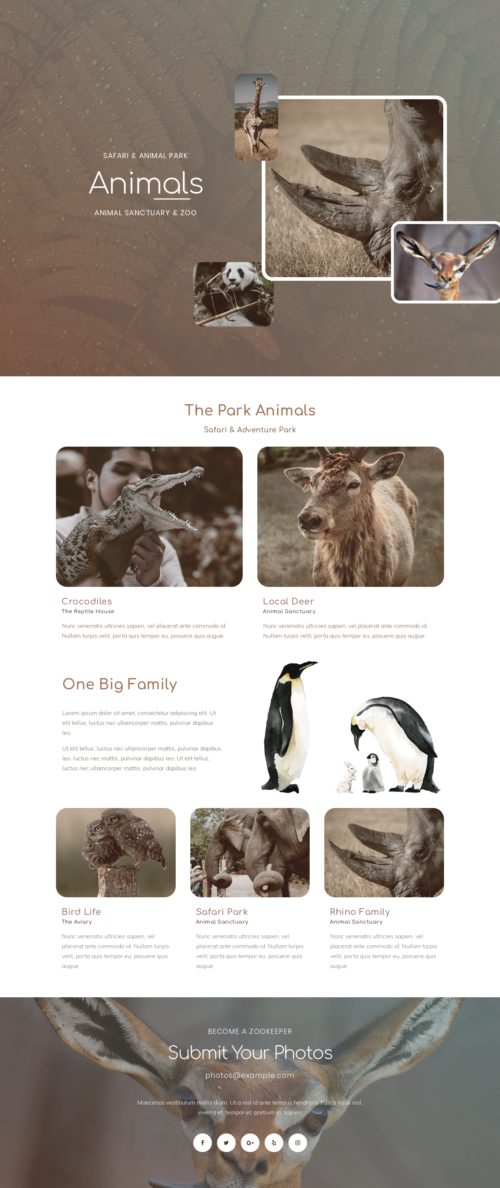 SAFARI & ANIMAL PARK
Animals
ANIMAL SANCTUARY & ZOO
The Park Animals
Safari & Adventure Park
Crocodiles
The Reptile House
Nunc venenatis ultricies sapien, vel placerat ante commodo id.
Nullam turpis velit, porta quis tempor eu, posuere quis augue.
Local Deer
Animal Sanctuary
Nunc venenatis ultricies sapien, vel placerat ante commodo id.
Nullam turpis velit, porta quis tempor eu, posuere quis augue.
One Big Family
Lorem ipsum dolor sit amet, consectetur adipiscing elit. Ut
elit tellus, luctus nec ullamcorper mattis, pulvinar dapibus
leo.
Ut elit tellus, luctus nec ullamcorper mattis, pulvinar dapibus
leo. luctus nec mattis, pulvinar dapibus leo. Ut elit tellus,
luctus nec ullamcorper mattis, pulvinar dapibus leo.
Bird Life
The Aviary
Nunc venenatis ultricies sapien, vel
placerat ante commodo id. Nullam turpis
velit, porta quis tempor eu, posuere quis
augue.
Safari Park
Animal Sanctuary
Nunc venenatis ultricies sapien, vel
placerat ante commodo id. Nullam turpis
velit, porta quis tempor eu, posuere quis
augue.
Rhino Family
Animal Sanctuary
Nunc venenatis ultricies sapien, vel
placerat ante commodo id. Nullam turpis
velit, porta quis tempor eu, posuere quis
augue.
BECOME A ZOOKEEPER
Submit Your Photos
photos@example.com
Maecenas vestibulum mollis diam. Ut a nisl id ante tempus hendrerit. Fusce risus nisl,
viverra et, tempor et, pretium in, sapien.